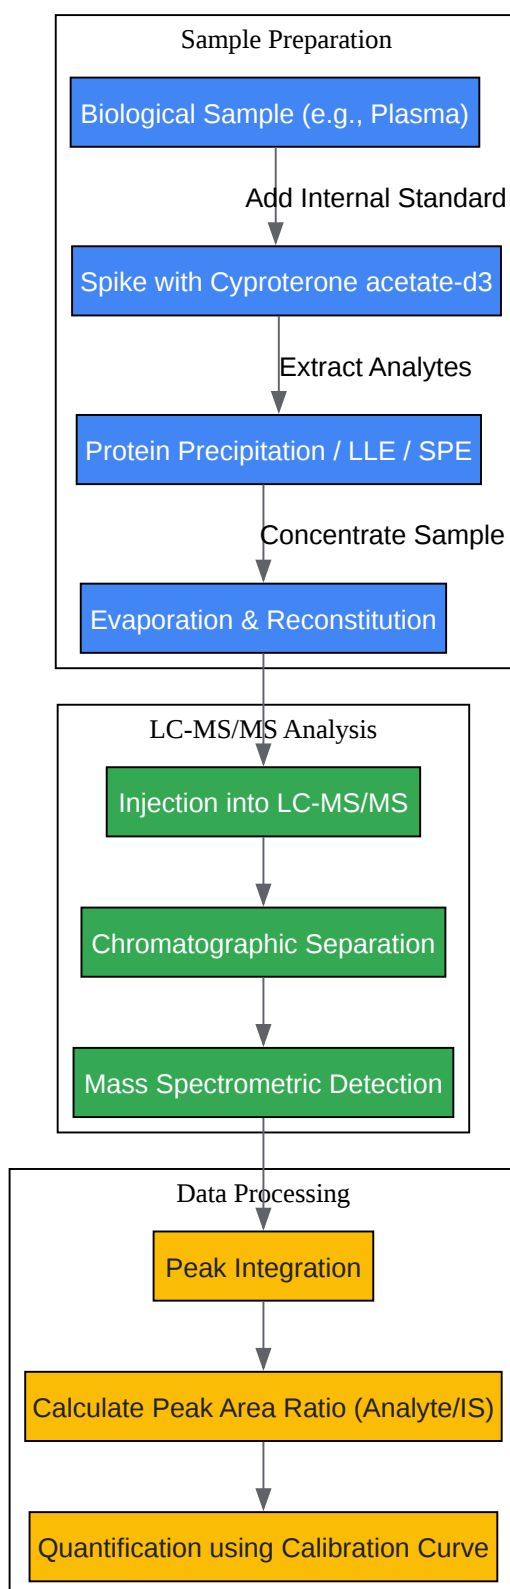 Sample Preparation
Biological Sample (e.g., Plasma)
Add Internal Standard
Spike with Cyproterone acetate-d3
Extract Analytes
Protein Precipitation / LLE / SPE
Concentrate Sample
Evaporation & Reconstitution
LC-MS/MS Analysis
Injection into LC-MS/MS
Chromatographic Separation
Mass Spectrometric Detection
Data Processing
Peak Integration
Calculate Peak Area Ratio (Analyte/IS)
Quantification using Calibration Curve